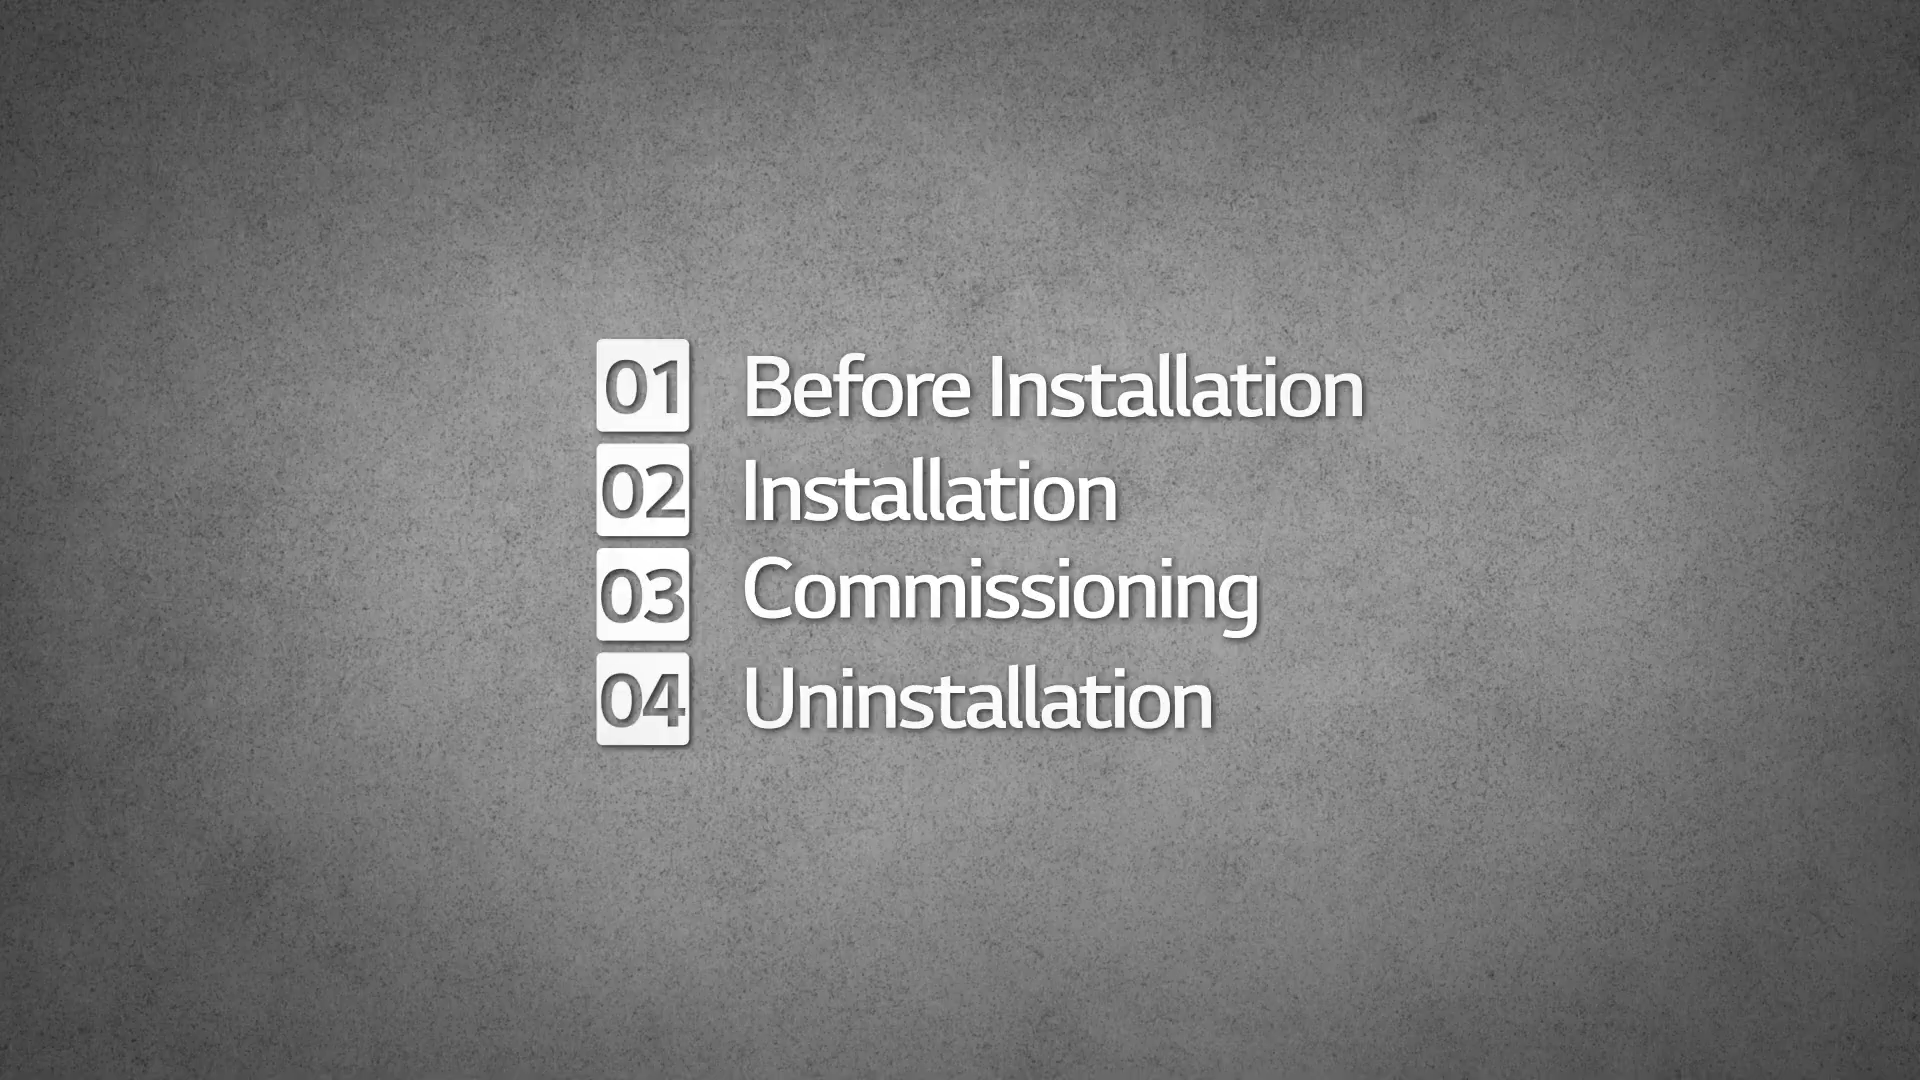 01 Before Installation
02 Installation
03 Commissioning
04 Uninstallation